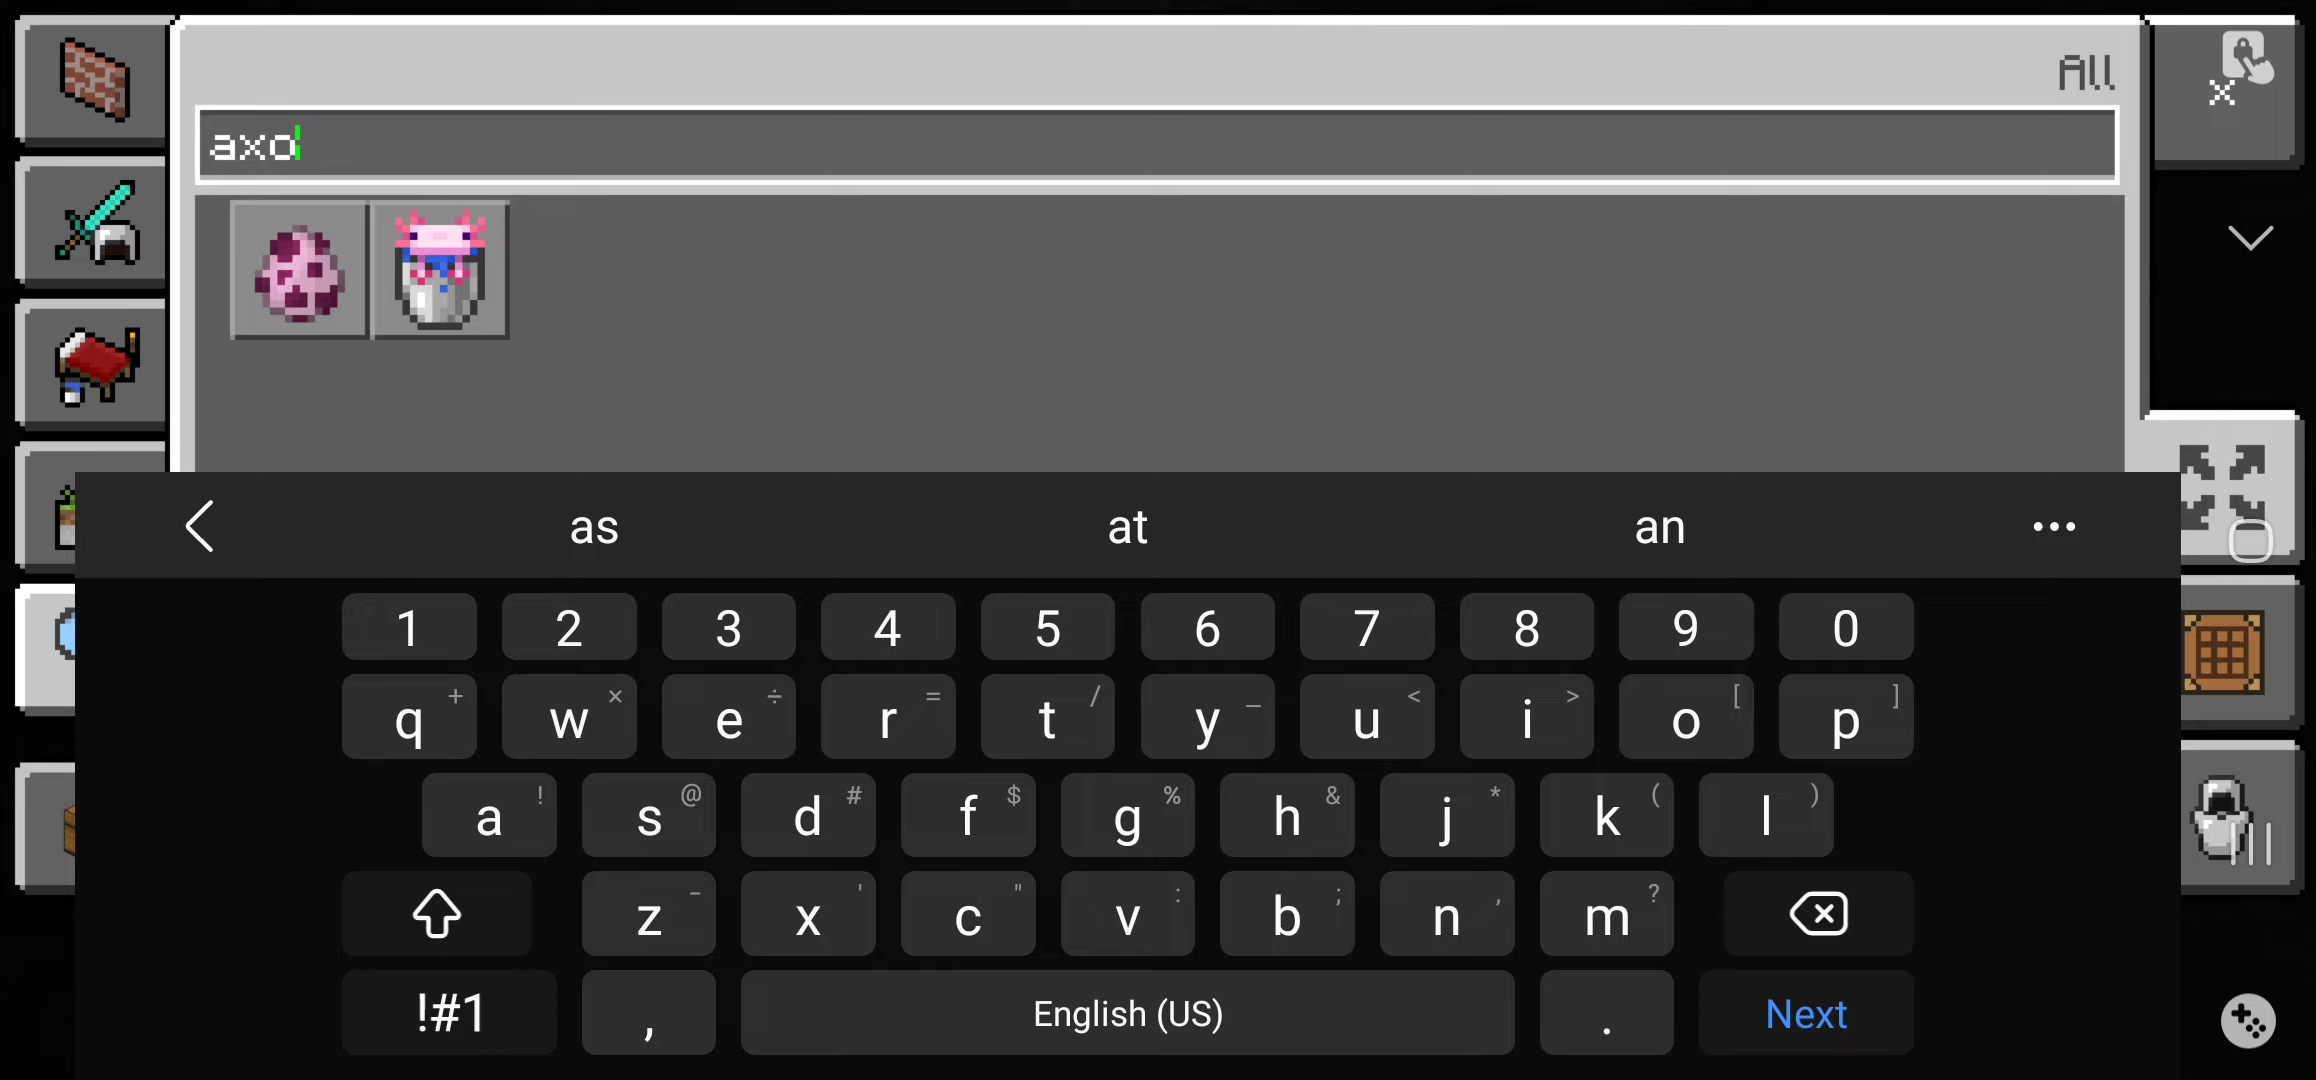 All
axo
as at an ...
1 2 3 4 5 6 7 8 9 0
q + w × e ÷ r = t / y _ u < i > o [ p ]
a ! s @ d # f $ g % h & j * k ( l )
z - x ' c " v : b ; n , m ?
!#1 , English (US) . Next